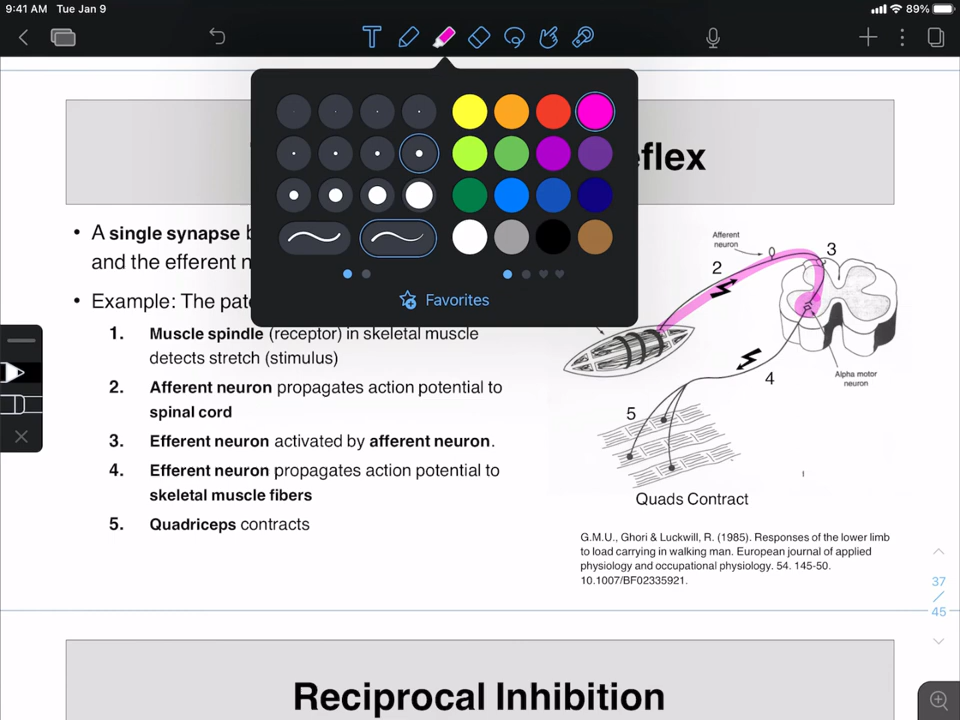 9:41 AM Tue Jan 9
89%
T
eflex
Favorites
• A single synapse
and the efferent n
• Example: The pat
1. Muscle spindle (receptor) in skeletal muscle
detects stretch (stimulus)
2. Afferent neuron propagates action potential to
spinal cord
3. Efferent neuron activated by afferent neuron.
4. Efferent neuron propagates action potential to
skeletal muscle fibers
5. Quadriceps contracts
Afferent
neuron
2
3
4
Alpha motor
neuron
5
Quads Contract
G.M.U., Ghori & Luckwill, R. (1985). Responses of the lower limb
to load carrying in walking man. European journal of applied
physiology and occupational physiology. 54. 145-50.
10.1007/BF02335921.
37
/
45
Reciprocal Inhibition